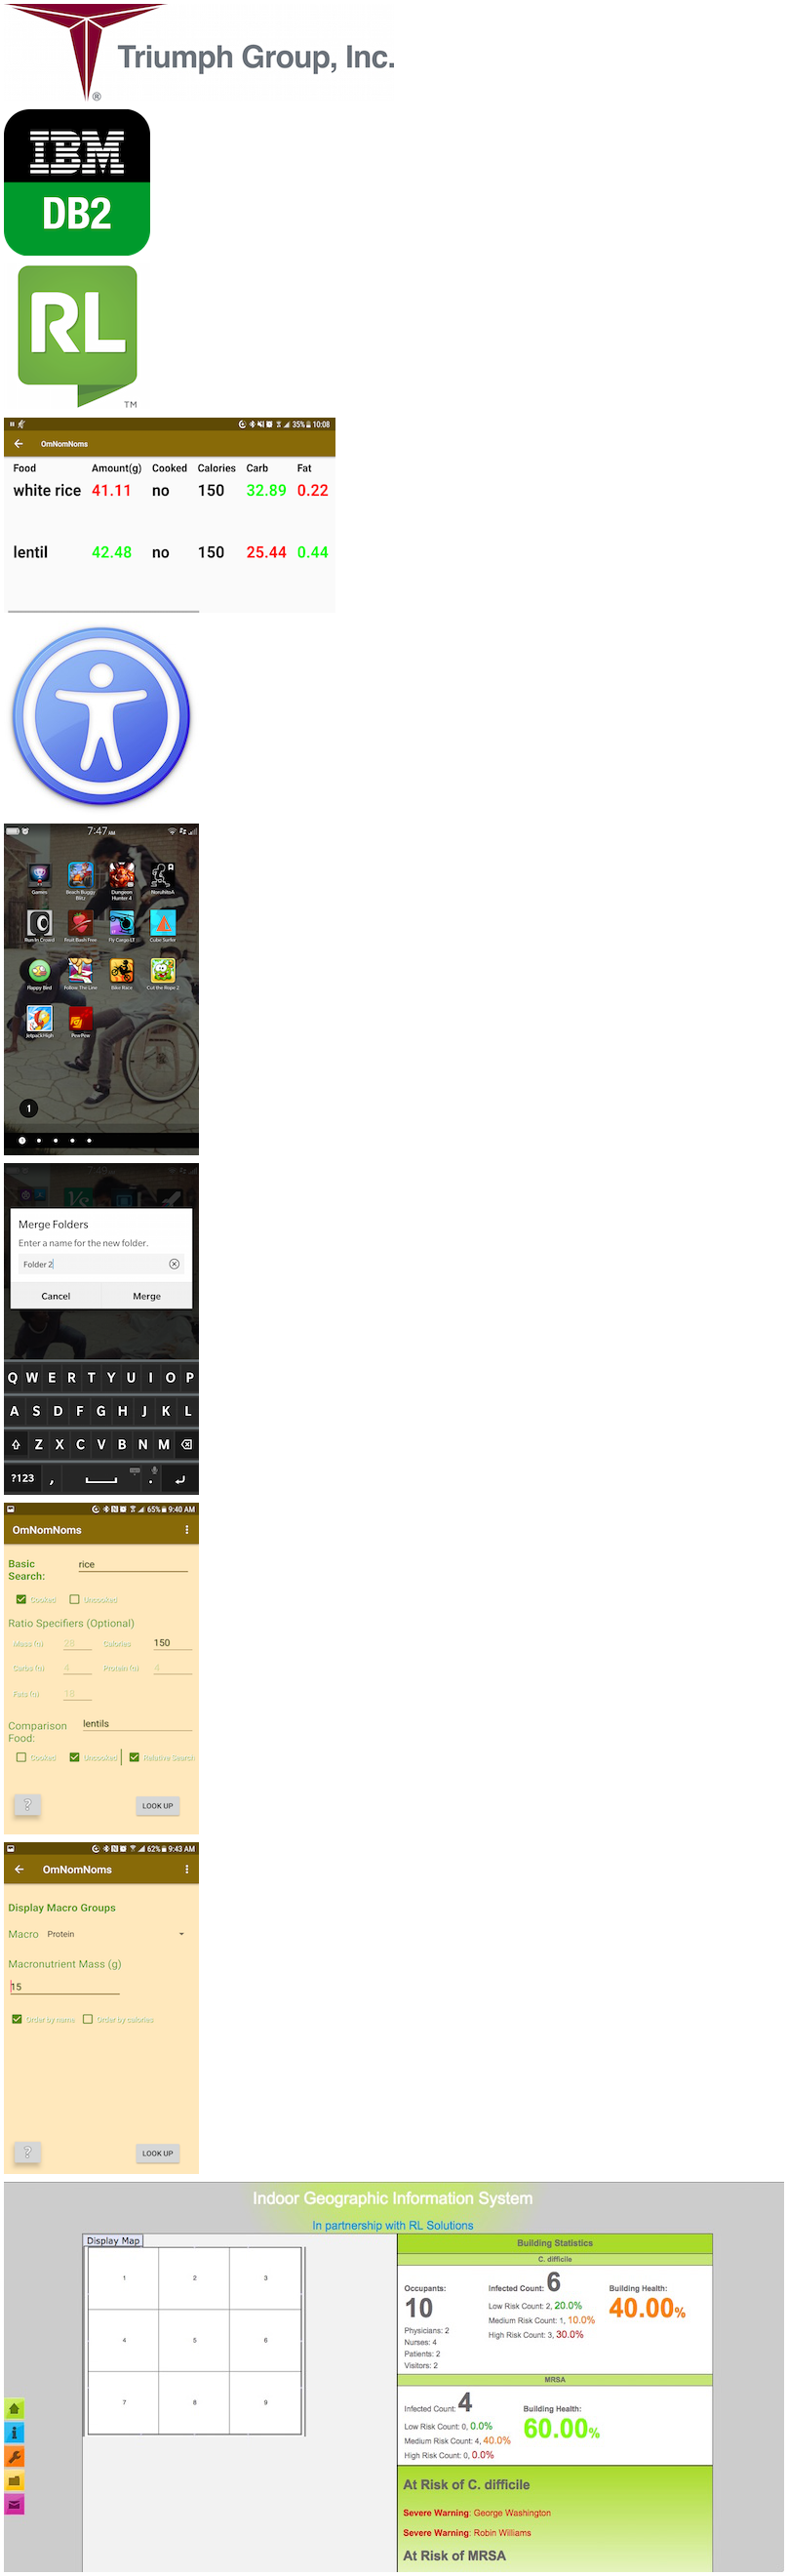 Triumph Group, Inc.
®
IBM
DB2
RL
TM
35% 10:08
OmNomNoms
Food Amount(g) Cooked Calories Carb Fat
white rice 41.11 no 150 32.89 0.22
lentil 42.48 no 150 25.44 0.44
7:47 AM
Games Beach Buggy Blitz Dungeon Hunter 4 NaruhitoA
Run In Crowd Fruit Bush Free Fly Cargo LT Cube Surfer
Flappy Bird Follow The Line Bike Race Cut the Rope 2
Jetpack High Pew Pew
1
Merge Folders
Enter a name for the new folder.
Folder 2
Cancel Merge
Q W E R T Y U I O P
A S D F G H J K L
Z X C V B N M
?123 , .
65% 9:40 AM
OmNomNoms
Basic Search: rice
Cooked Uncooked
Ratio Specifiers (Optional)
Mass (g) 28 Calories 150
Carbs (g) 4 Protein (g) 4
Fats (g) 18
Comparison Food: lentils
Cooked Uncooked Relative Search
? LOOK UP
62% 9:43 AM
OmNomNoms
Display Macro Groups
Macro Protein
Macronutrient Mass (g)
15
Order by name Order by calories
? LOOK UP
Indoor Geographic Information System
In partnership with RL Solutions
Display Map
1 2 3
4 5 6
7 8 9
Building Statistics
C. difficile
Occupants:
10
Physicians: 2
Nurses: 4
Patients: 2
Visitors: 2
Infected Count: 6
Low Risk Count: 2, 20.0%
Medium Risk Count: 1, 10.0%
High Risk Count: 3, 30.0%
Building Health:
40.00%
MRSA
Infected Count: 4
Low Risk Count: 0, 0.0%
Medium Risk Count: 4, 40.0%
High Risk Count: 0, 0.0%
Building Health:
60.00%
At Risk of C. difficile
Severe Warning: George Washington
Severe Warning: Robin Williams
At Risk of MRSA